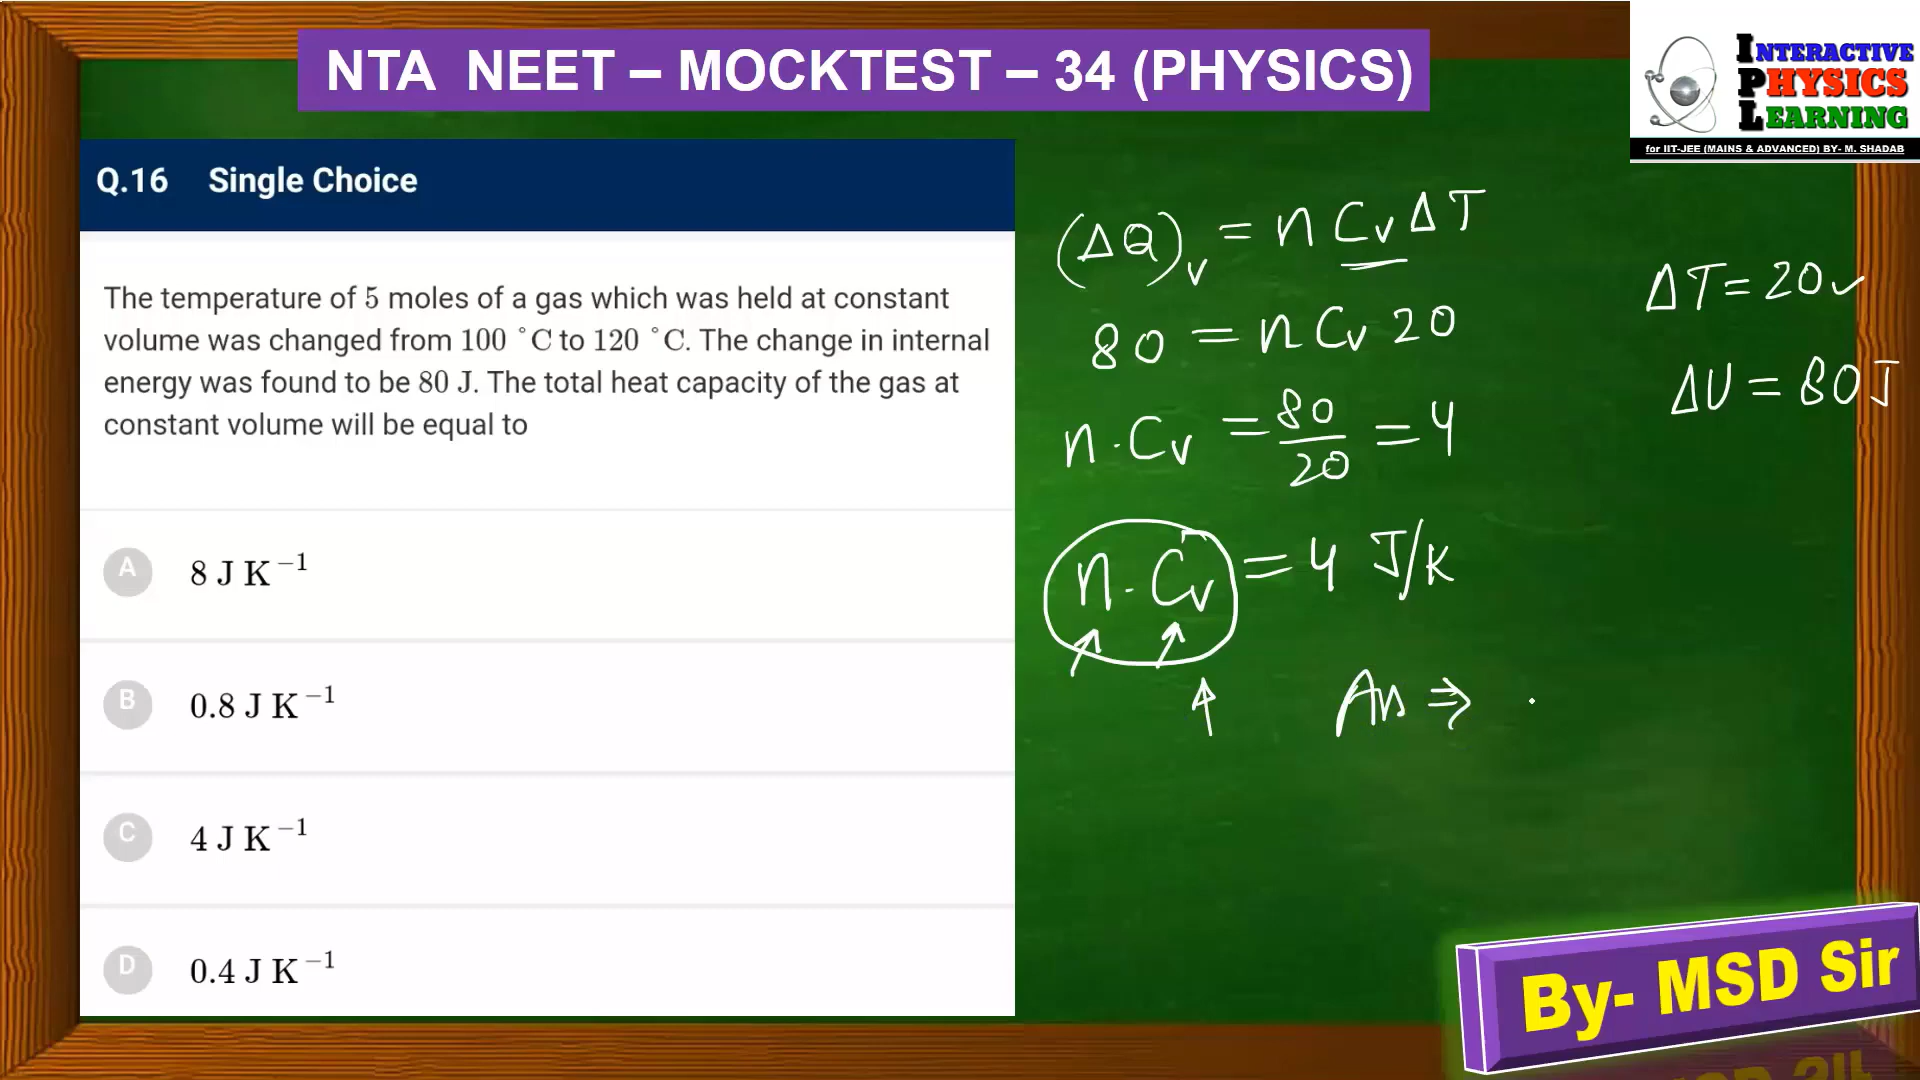 NTA NEET – MOCKTEST – 34 (PHYSICS)
INTERACTIVE
PHYSICS
LEARNING
for IIT-JEE (MAINS & ADVANCED) BY- M. SHADAB
Q.16 Single Choice
The temperature of 5 moles of a gas which was held at constant
volume was changed from 100 °C to 120 °C. The change in internal
energy was found to be 80 J. The total heat capacity of the gas at
constant volume will be equal to
A 8 J K⁻¹
B 0.8 J K⁻¹
C 4 J K⁻¹
D 0.4 J K⁻¹
(ΔQ)v = n Cv ΔT
80 = n Cv 20
n · Cv = 80/20 = 4
n · Cv = 4 J/K
An ⇒ .
ΔT = 20 ✓
ΔU = 80 J
By- MSD Sir